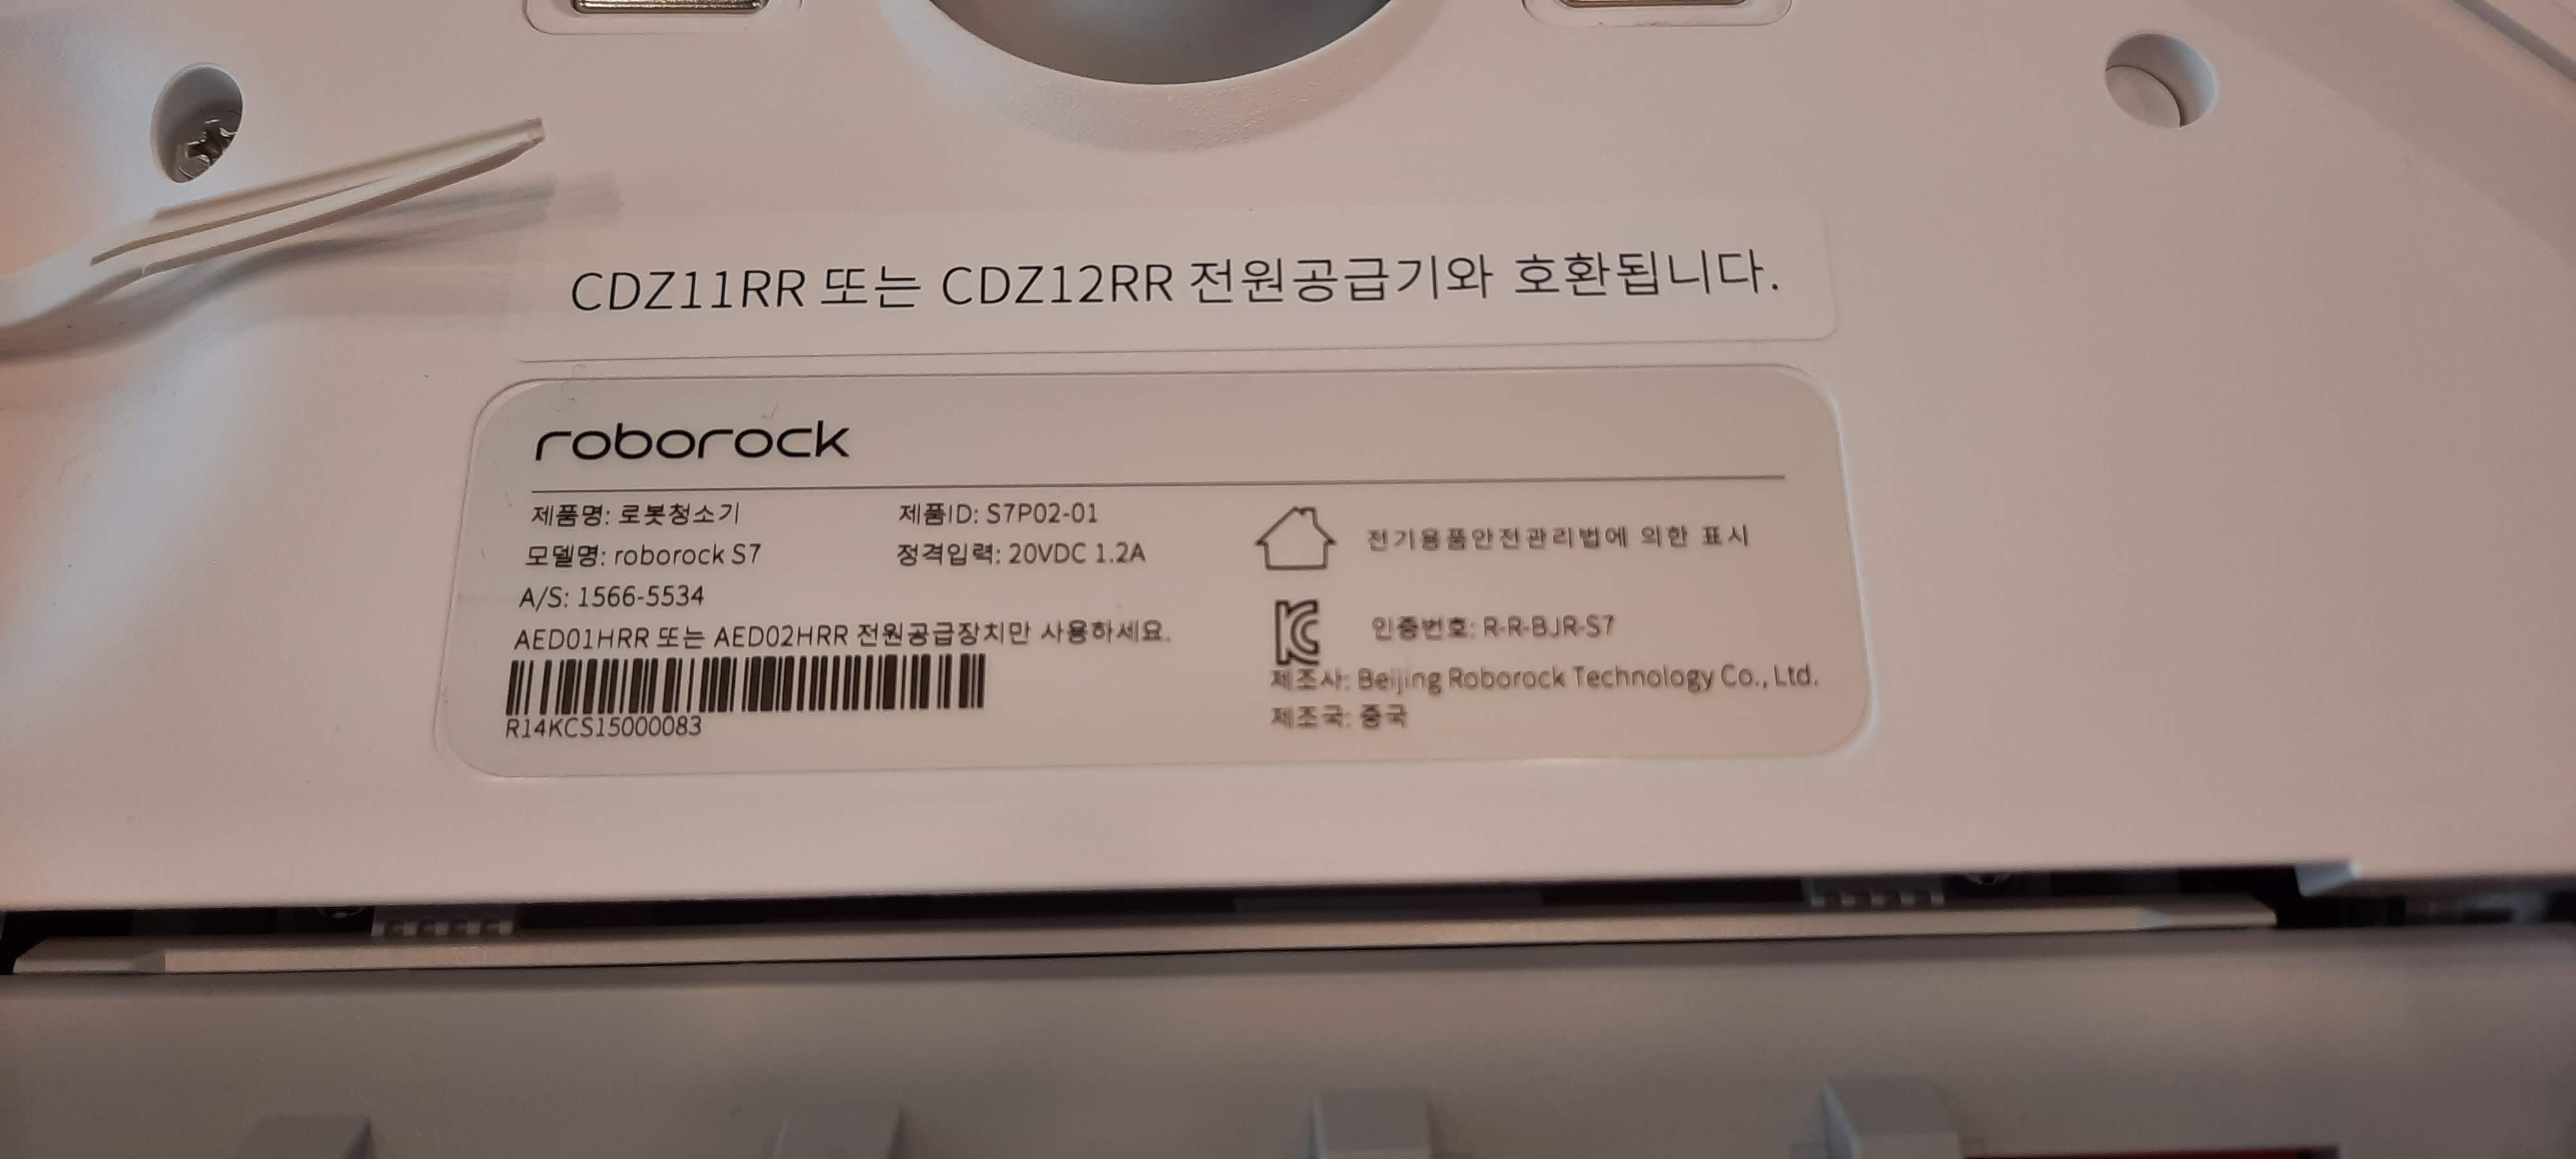 CDZ11RR 또는 CDZ12RR 전원공급기와 호환됩니다.
roborock
제품명: 로봇청소기
제품ID: S7P02-01
모델명: roborock S7
정격입력: 20VDC 1.2A
A/S: 1566-5534
AED01HRR 또는 AED02HRR 전원공급장치만 사용하세요.
R14KCS15000083
전기용품안전관리법에 의한 표시
KC
인증번호: R-R-BJR-S7
제조사: Beijing Roborock Technology Co., Ltd.
제조국: 중국